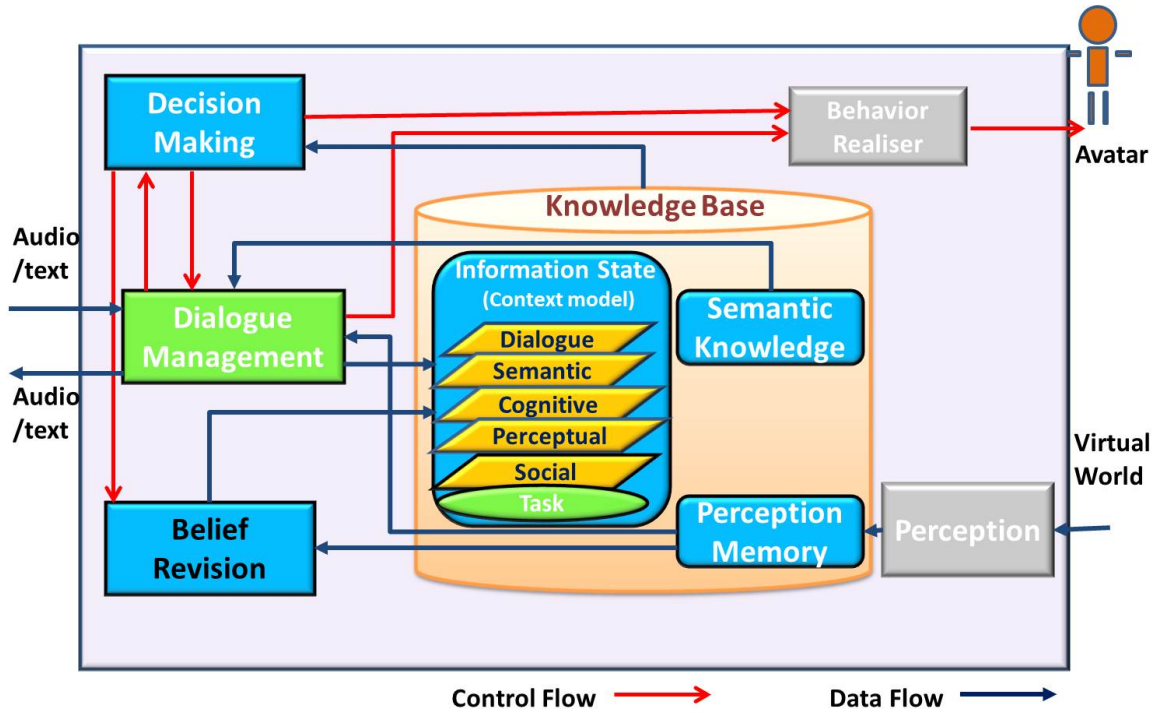 Decision
Making
Behavior
Realiser
Avatar
Knowledge Base
Audio
/text
Information State
(Context model)
Semantic
Knowledge
Dialogue
Management
Dialogue
Semantic
Cognitive
Perceptual
Social
Task
Audio
/text
Virtual
World
Belief
Revision
Perception
Memory
Perception
Control Flow
Data Flow